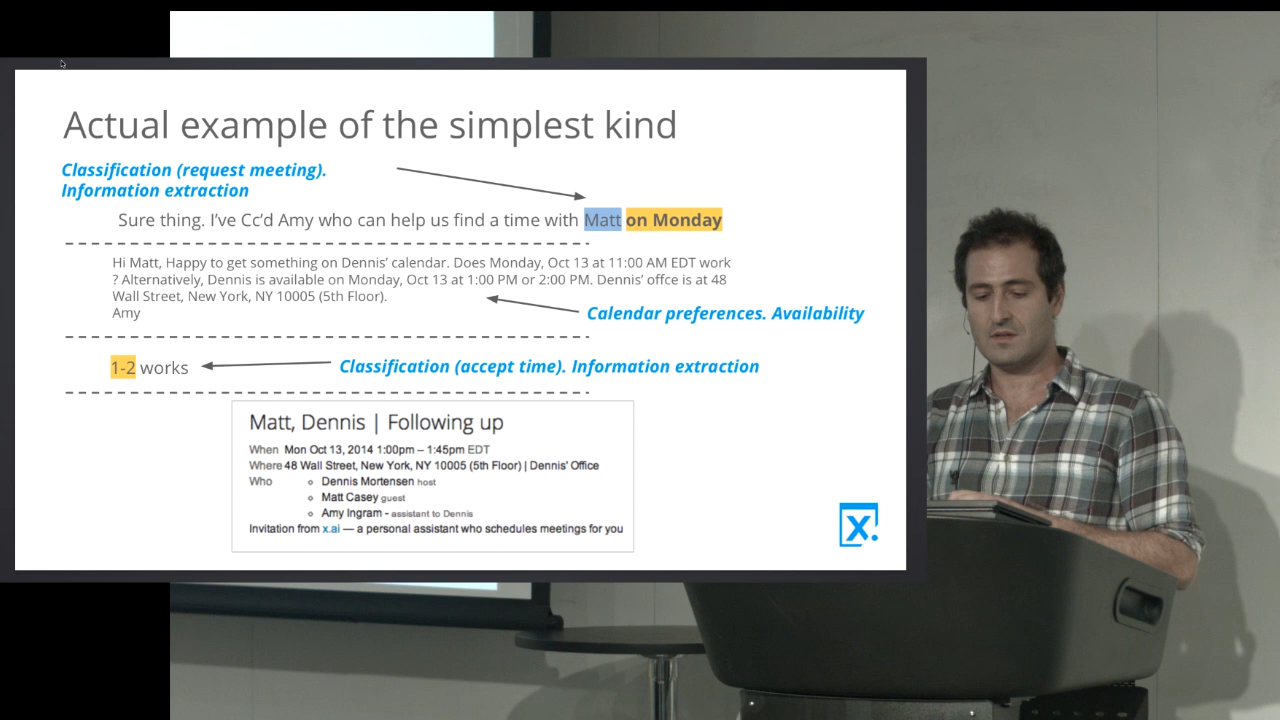 Actual example of the simplest kind
Classification (request meeting).
Information extraction
Sure thing. I've Cc'd Amy who can help us find a time with Matt on Monday
Hi Matt, Happy to get something on Dennis' calendar. Does Monday, Oct 13 at 11:00 AM EDT work
? Alternatively, Dennis is available on Monday, Oct 13 at 1:00 PM or 2:00 PM. Dennis' offce is at 48
Wall Street, New York, NY 10005 (5th Floor).
Amy
Calendar preferences. Availability
1-2 works
Classification (accept time). Information extraction
Matt, Dennis | Following up
When Mon Oct 13, 2014 1:00pm – 1:45pm EDT
Where 48 Wall Street, New York, NY 10005 (5th Floor) | Dennis' Office
Who
Dennis Mortensen host
Matt Casey guest
Amy Ingram - assistant to Dennis
Invitation from x.ai — a personal assistant who schedules meetings for you
x.